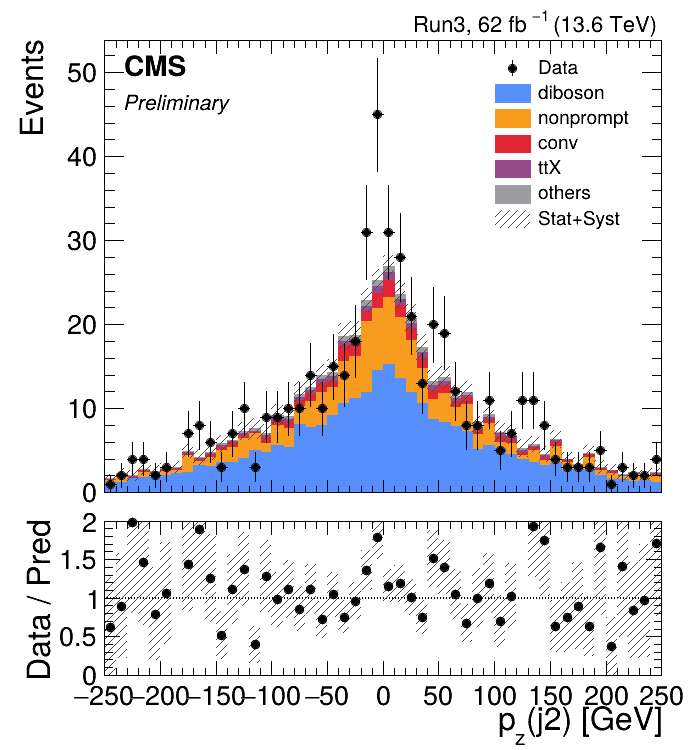 Run3, 62 fb⁻¹ (13.6 TeV)
CMS
Preliminary
Data
diboson
nonprompt
conv
ttX
others
Stat+Syst
Events
50
40
30
20
10
0
Data / Pred
2
1.5
1
0.5
0
−250 −200 −150 −100 −50 0 50 100 150 200 250
p_z(j2) [GeV]